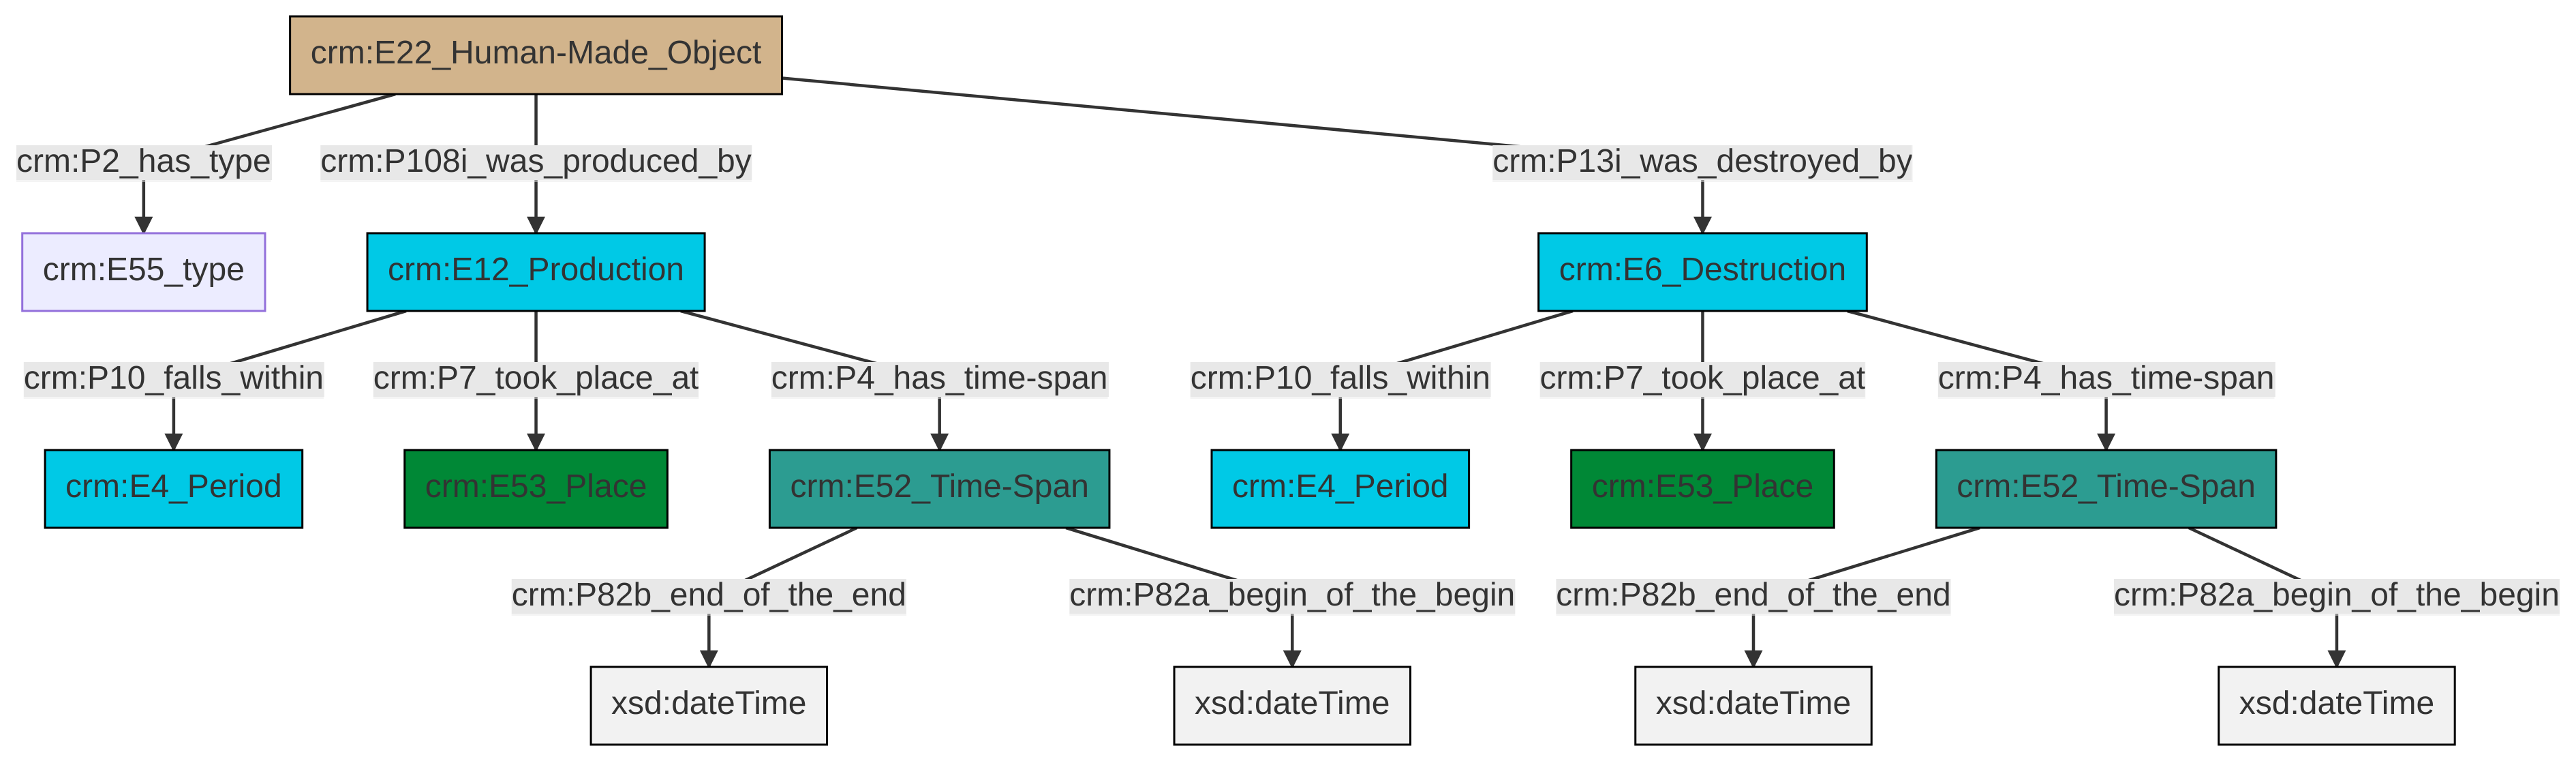 crm:E22_Human-Made_Object
crm:P2_has_type
crm:P108i_was_produced_by
crm:P13i_was_destroyed_by
crm:E55_type
crm:E12_Production
crm:E6_Destruction
crm:P10_falls_within
crm:P7_took_place_at
crm:P4_has_time-span
crm:P10_falls_within
crm:P7_took_place_at
crm:P4_has_time-span
crm:E4_Period
crm:E53_Place
crm:E52_Time-Span
crm:E4_Period
crm:E53_Place
crm:E52_Time-Span
crm:P82b_end_of_the_end
crm:P82a_begin_of_the_begin
crm:P82b_end_of_the_end
crm:P82a_begin_of_the_begin
xsd:dateTime
xsd:dateTime
xsd:dateTime
xsd:dateTime